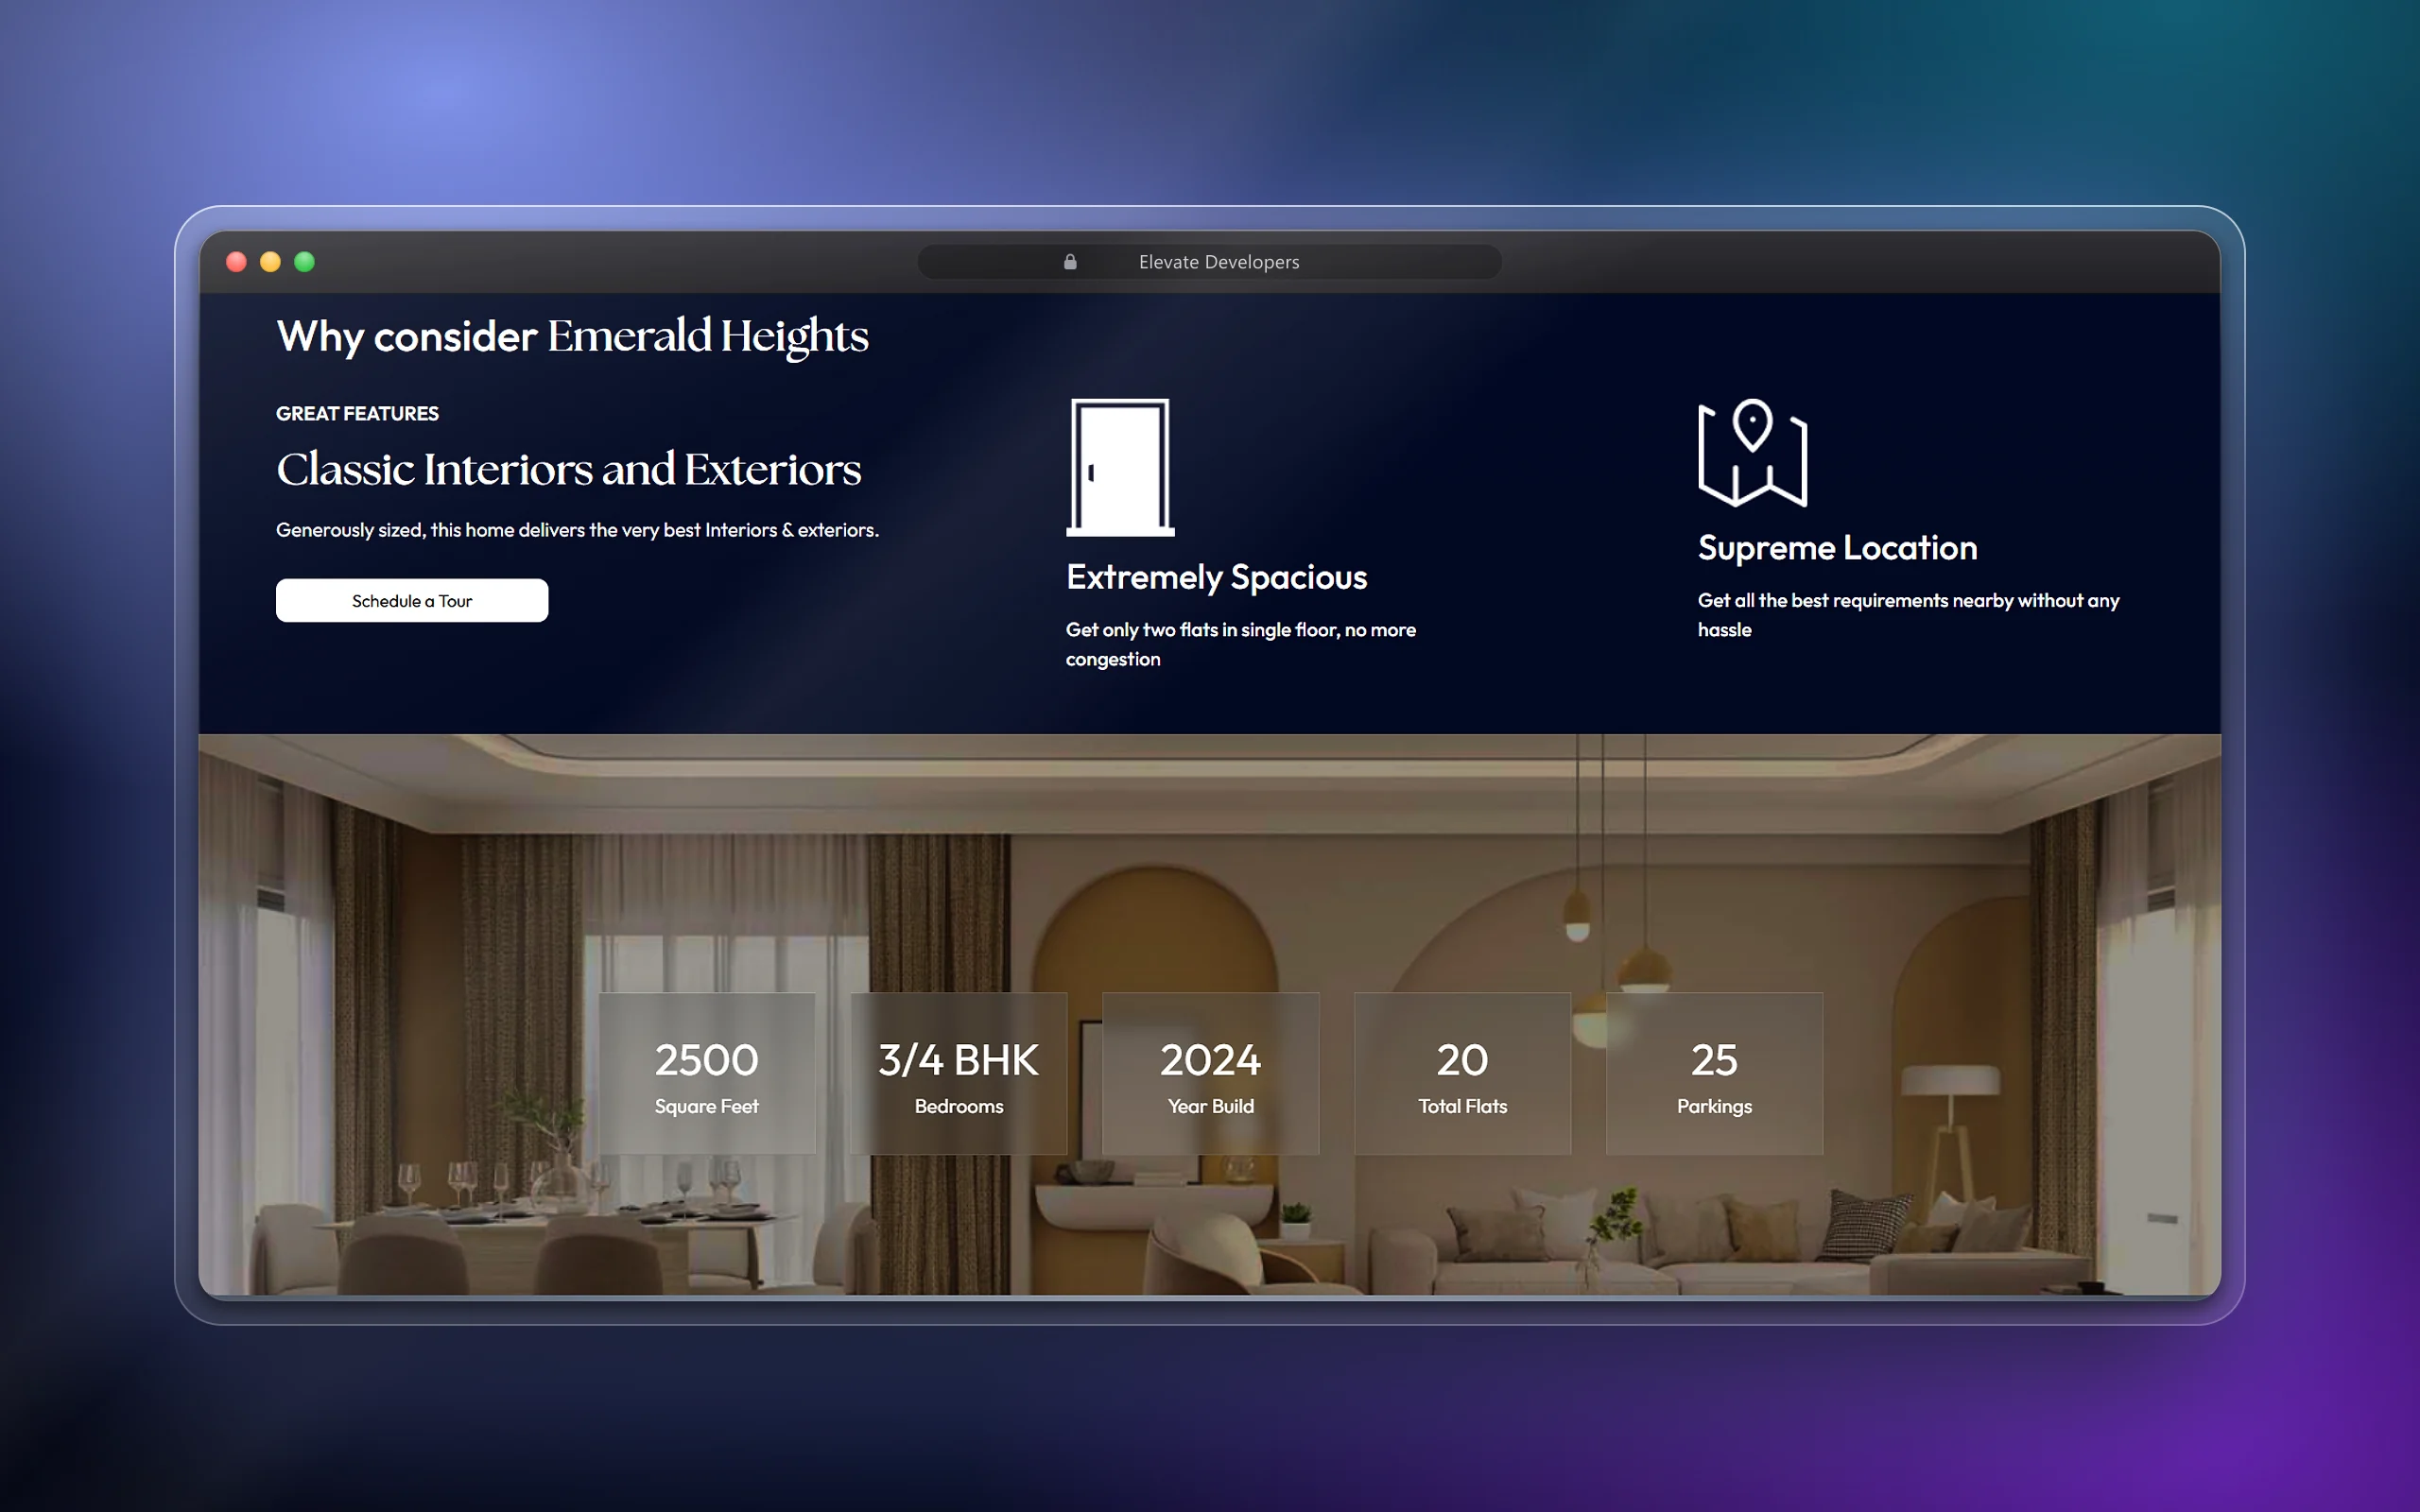 Elevate Developers
Why consider Emerald Heights
GREAT FEATURES
Classic Interiors and Exteriors
Generously sized, this home delivers the very best Interiors & exteriors.
Schedule a Tour
Extremely Spacious
Get only two flats in single floor, no more
congestion
Supreme Location
Get all the best requirements nearby without any
hassle
2500
Square Feet
3/4 BHK
Bedrooms
2024
Year Build
20
Total Flats
25
Parkings